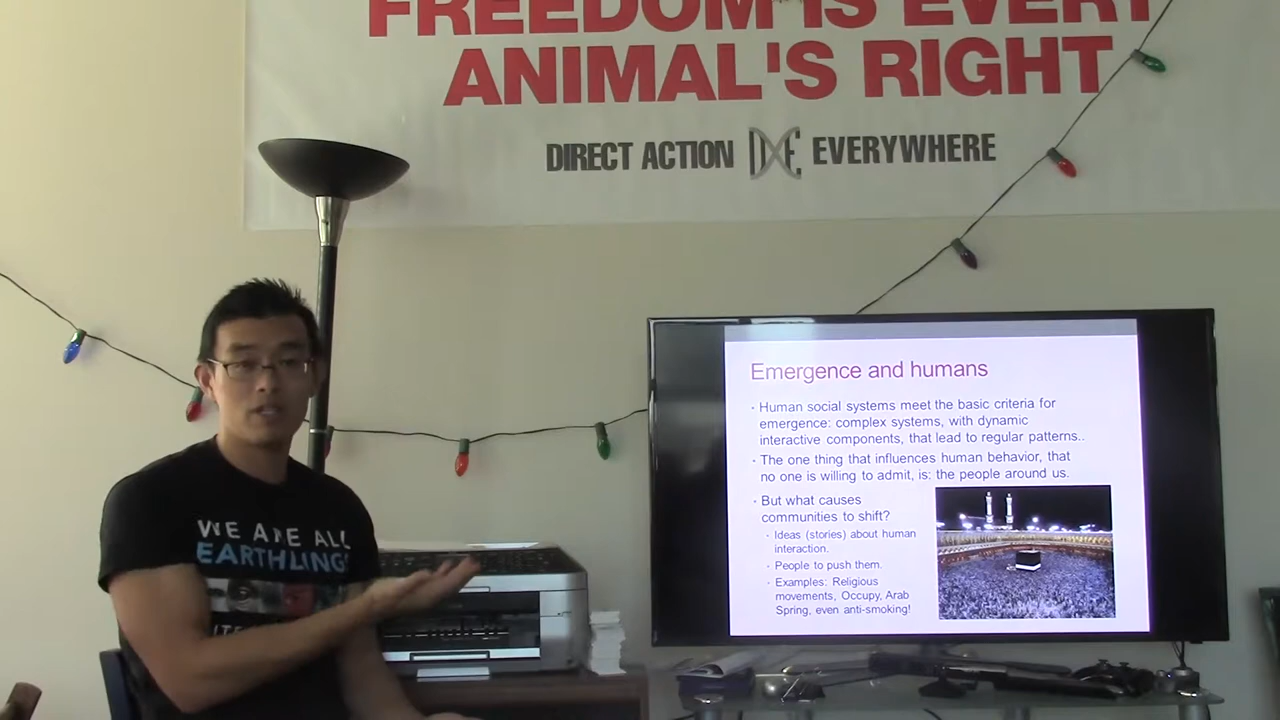 FREEDOM IS EVERY
ANIMAL'S RIGHT
DIRECT ACTION DXE EVERYWHERE
WE ARE ALL
EARTHLINGS
Emergence and humans
· Human social systems meet the basic criteria for
emergence: complex systems, with dynamic
interactive components, that lead to regular patterns..
· The one thing that influences human behavior, that
no one is willing to admit, is: the people around us.
· But what causes
communities to shift?
· Ideas (stories) about human
interaction.
· People to push them.
· Examples: Religious
movements, Occupy, Arab
Spring, even anti-smoking!